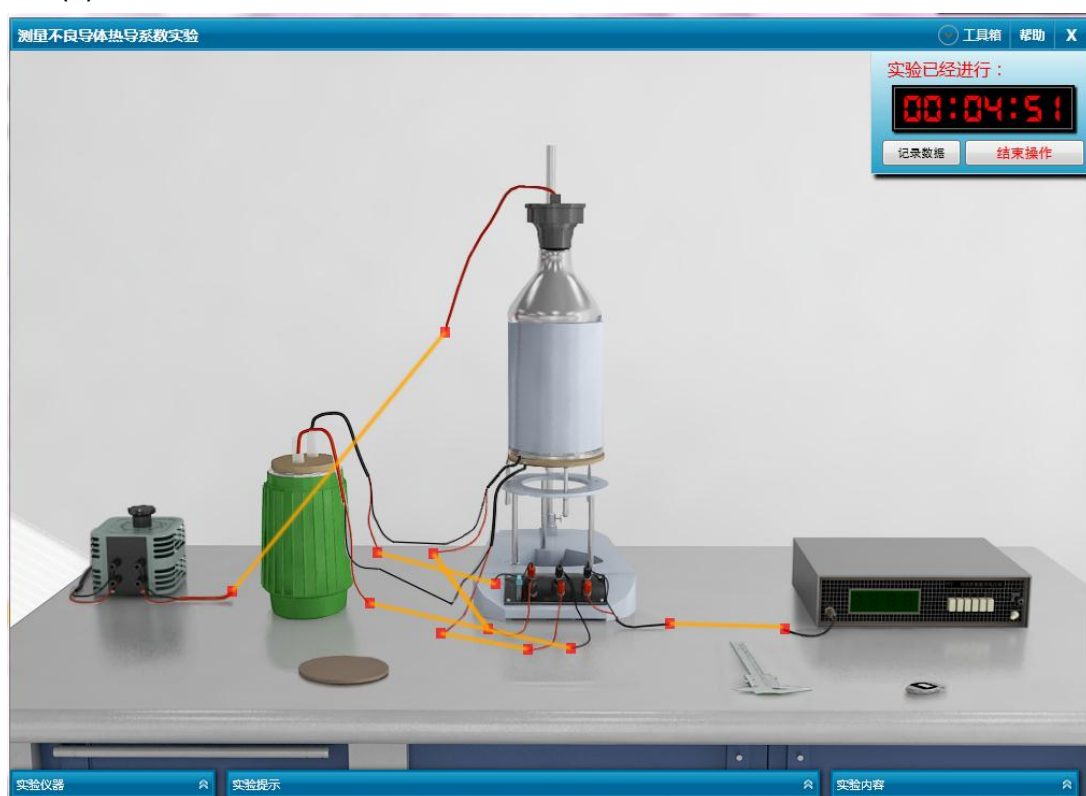 测量不良导体热导系数实验
工具箱 帮助 X
实验已经进行：
00:04:51
记录数据 结束操作
实验仪器 实验提示 实验内容